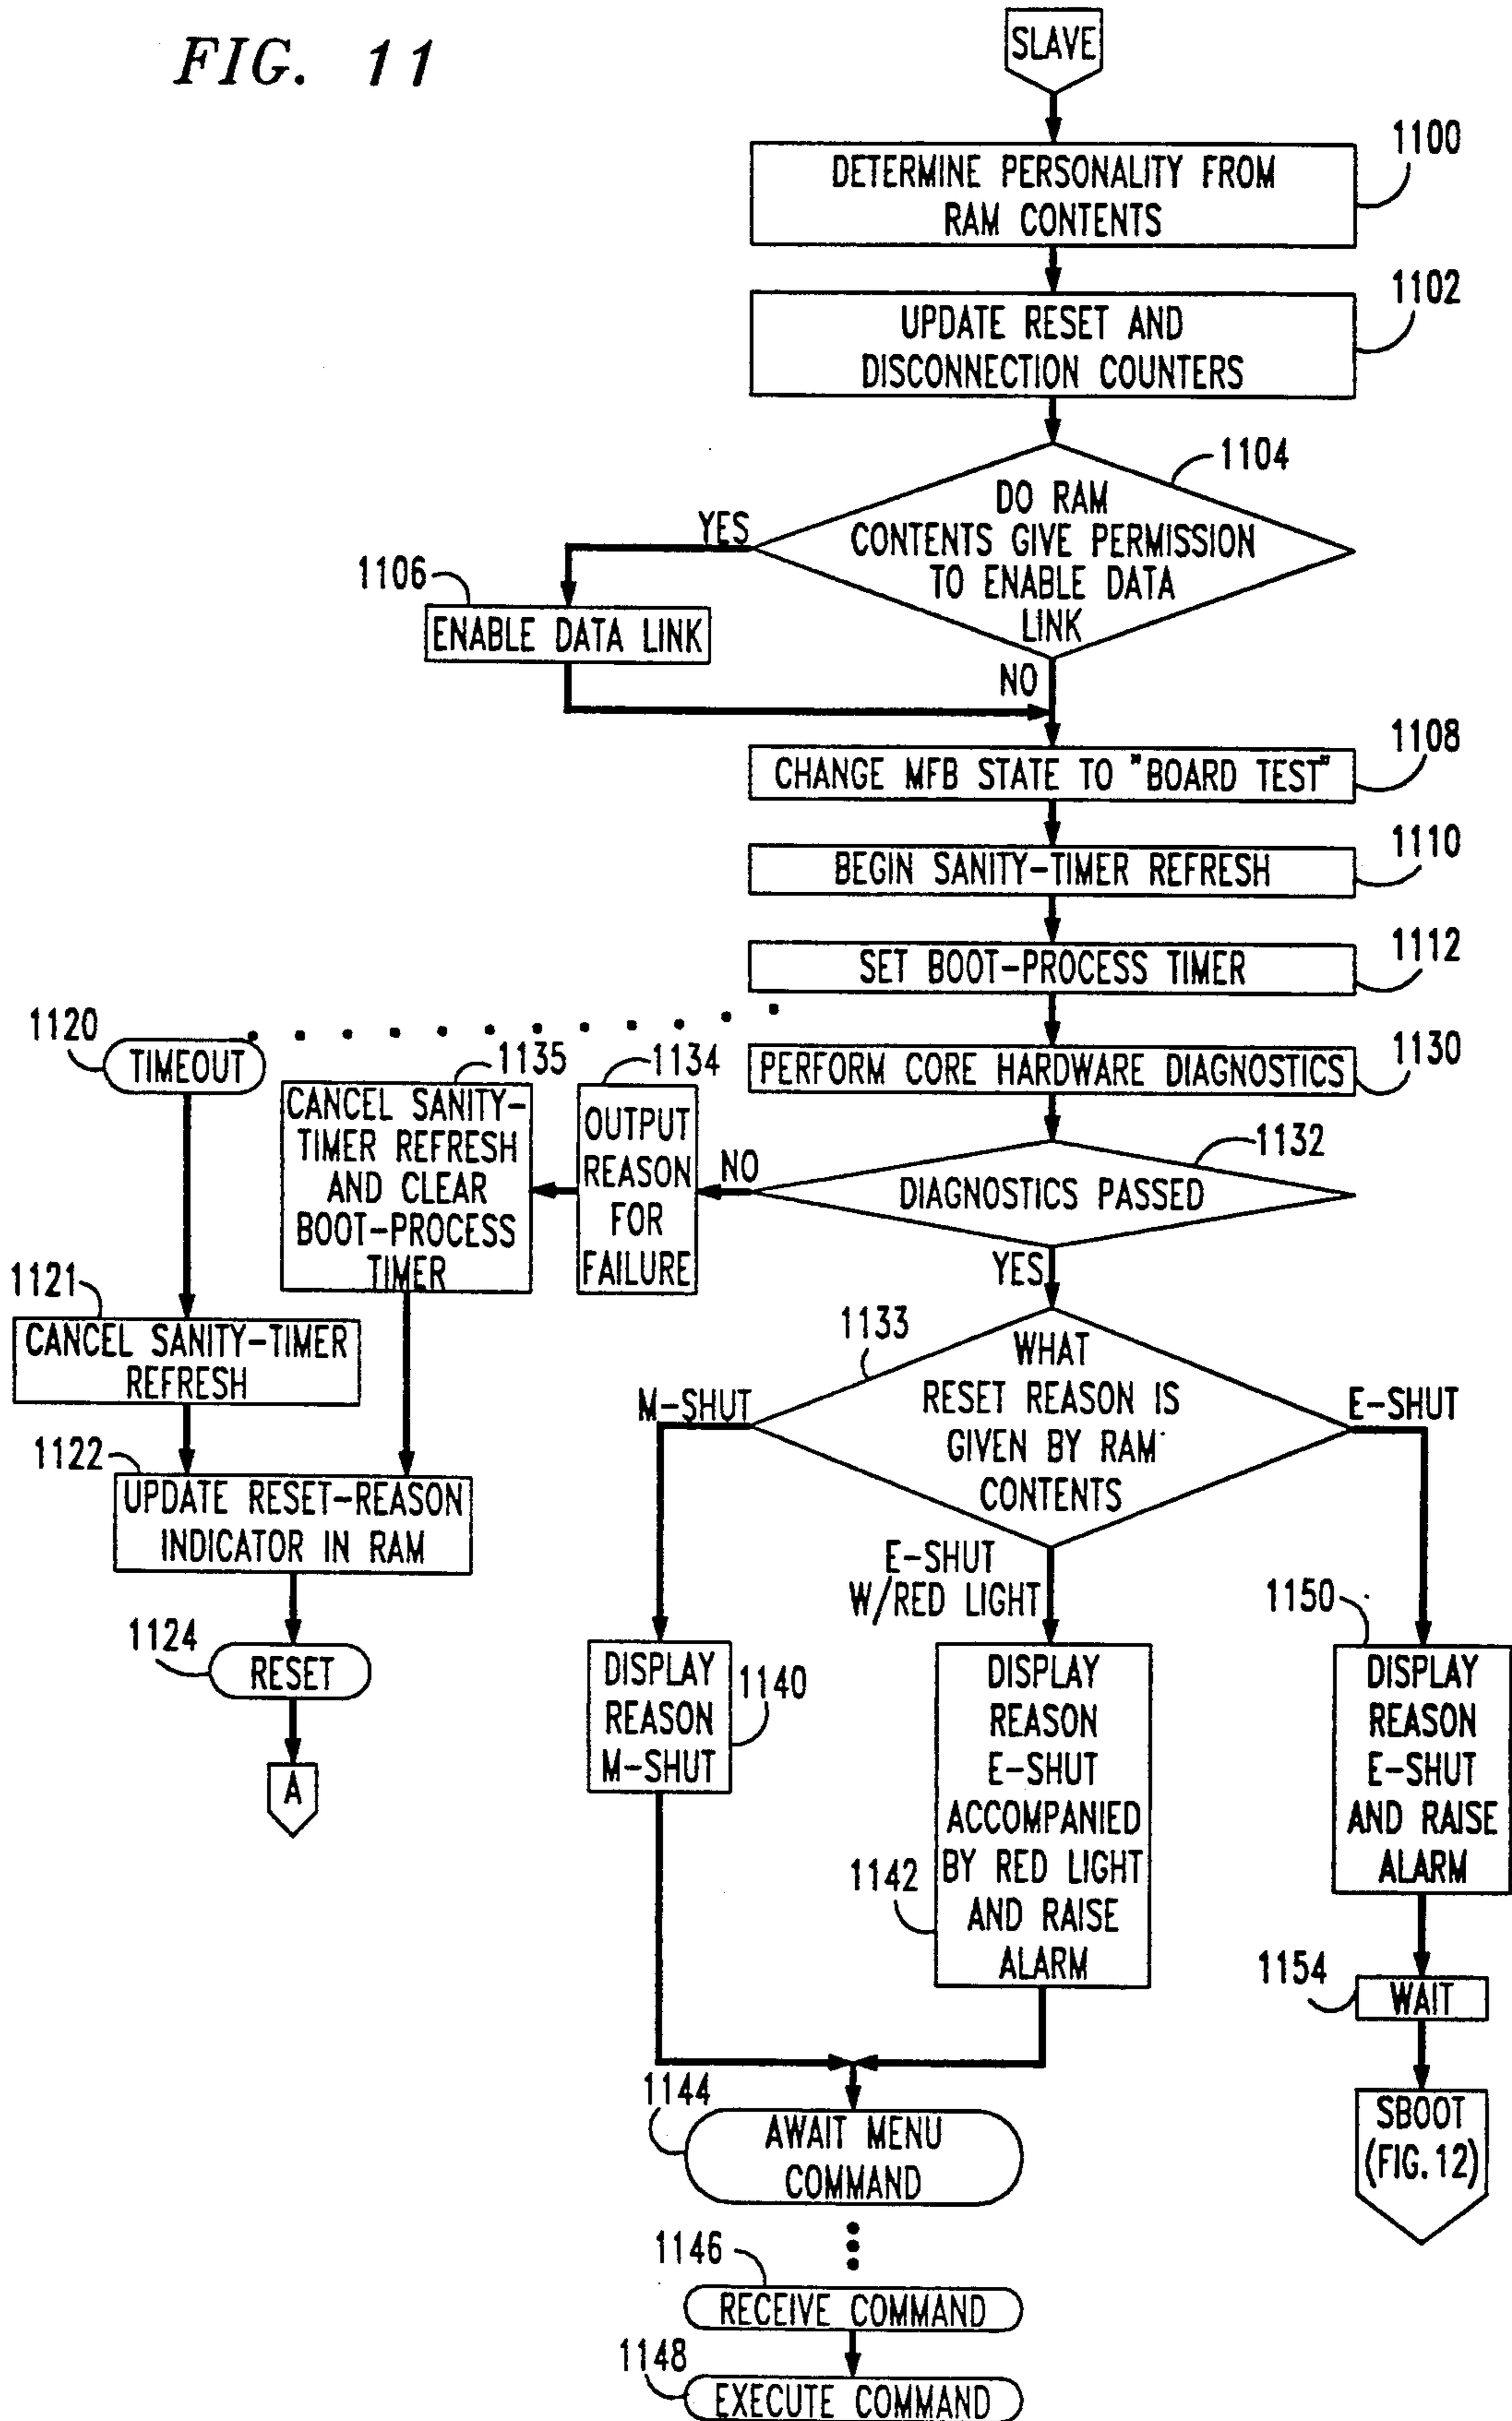 FIG. 11
SLAVE
1100
DETERMINE PERSONALITY FROM
RAM CONTENTS
1102
UPDATE RESET AND
DISCONNECTION COUNTERS
1104
DO RAM
CONTENTS GIVE PERMISSION
TO ENABLE DATA
LINK
YES
1106
ENABLE DATA LINK
NO
1108
CHANGE MFB STATE TO "BOARD TEST"
1110
BEGIN SANITY-TIMER REFRESH
1112
SET BOOT-PROCESS TIMER
1120
TIMEOUT
1130
PERFORM CORE HARDWARE DIAGNOSTICS
1132
DIAGNOSTICS PASSED
NO
1134
OUTPUT
REASON
FOR
FAILURE
1135
CANCEL SANITY-
TIMER REFRESH
AND CLEAR
BOOT-PROCESS
TIMER
YES
1121
CANCEL SANITY-TIMER
REFRESH
1122
UPDATE RESET-REASON
INDICATOR IN RAM
1124
RESET
A
1133
WHAT
RESET REASON IS
GIVEN BY RAM
CONTENTS
M-SHUT
E-SHUT
W/RED LIGHT
E-SHUT
1140
DISPLAY
REASON
M-SHUT
1142
DISPLAY
REASON
E-SHUT
ACCOMPANIED
BY RED LIGHT
AND RAISE
ALARM
1150
DISPLAY
REASON
E-SHUT
AND RAISE
ALARM
1154
WAIT
SBOOT
(FIG. 12)
1144
AWAIT MENU
COMMAND
1146
RECEIVE COMMAND
1148
EXECUTE COMMAND